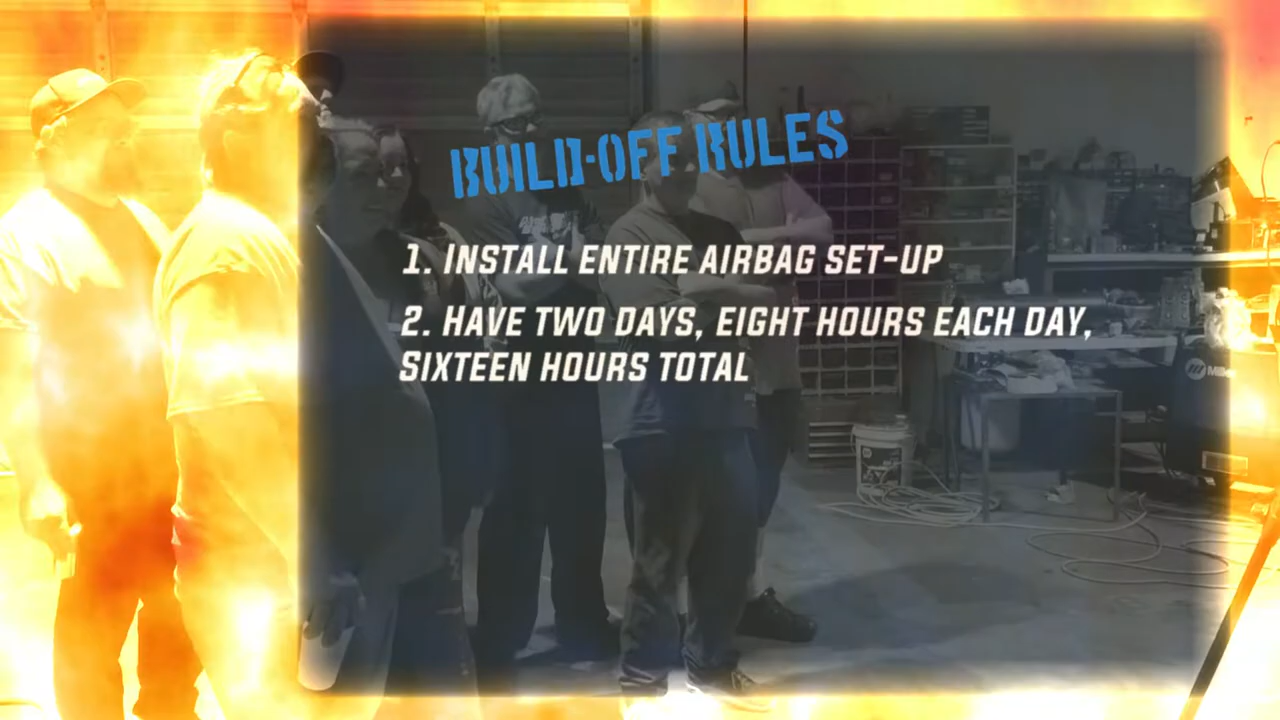 BUILD-OFF RULES
1. INSTALL ENTIRE AIRBAG SET-UP
2. HAVE TWO DAYS, EIGHT HOURS EACH DAY,
SIXTEEN HOURS TOTAL